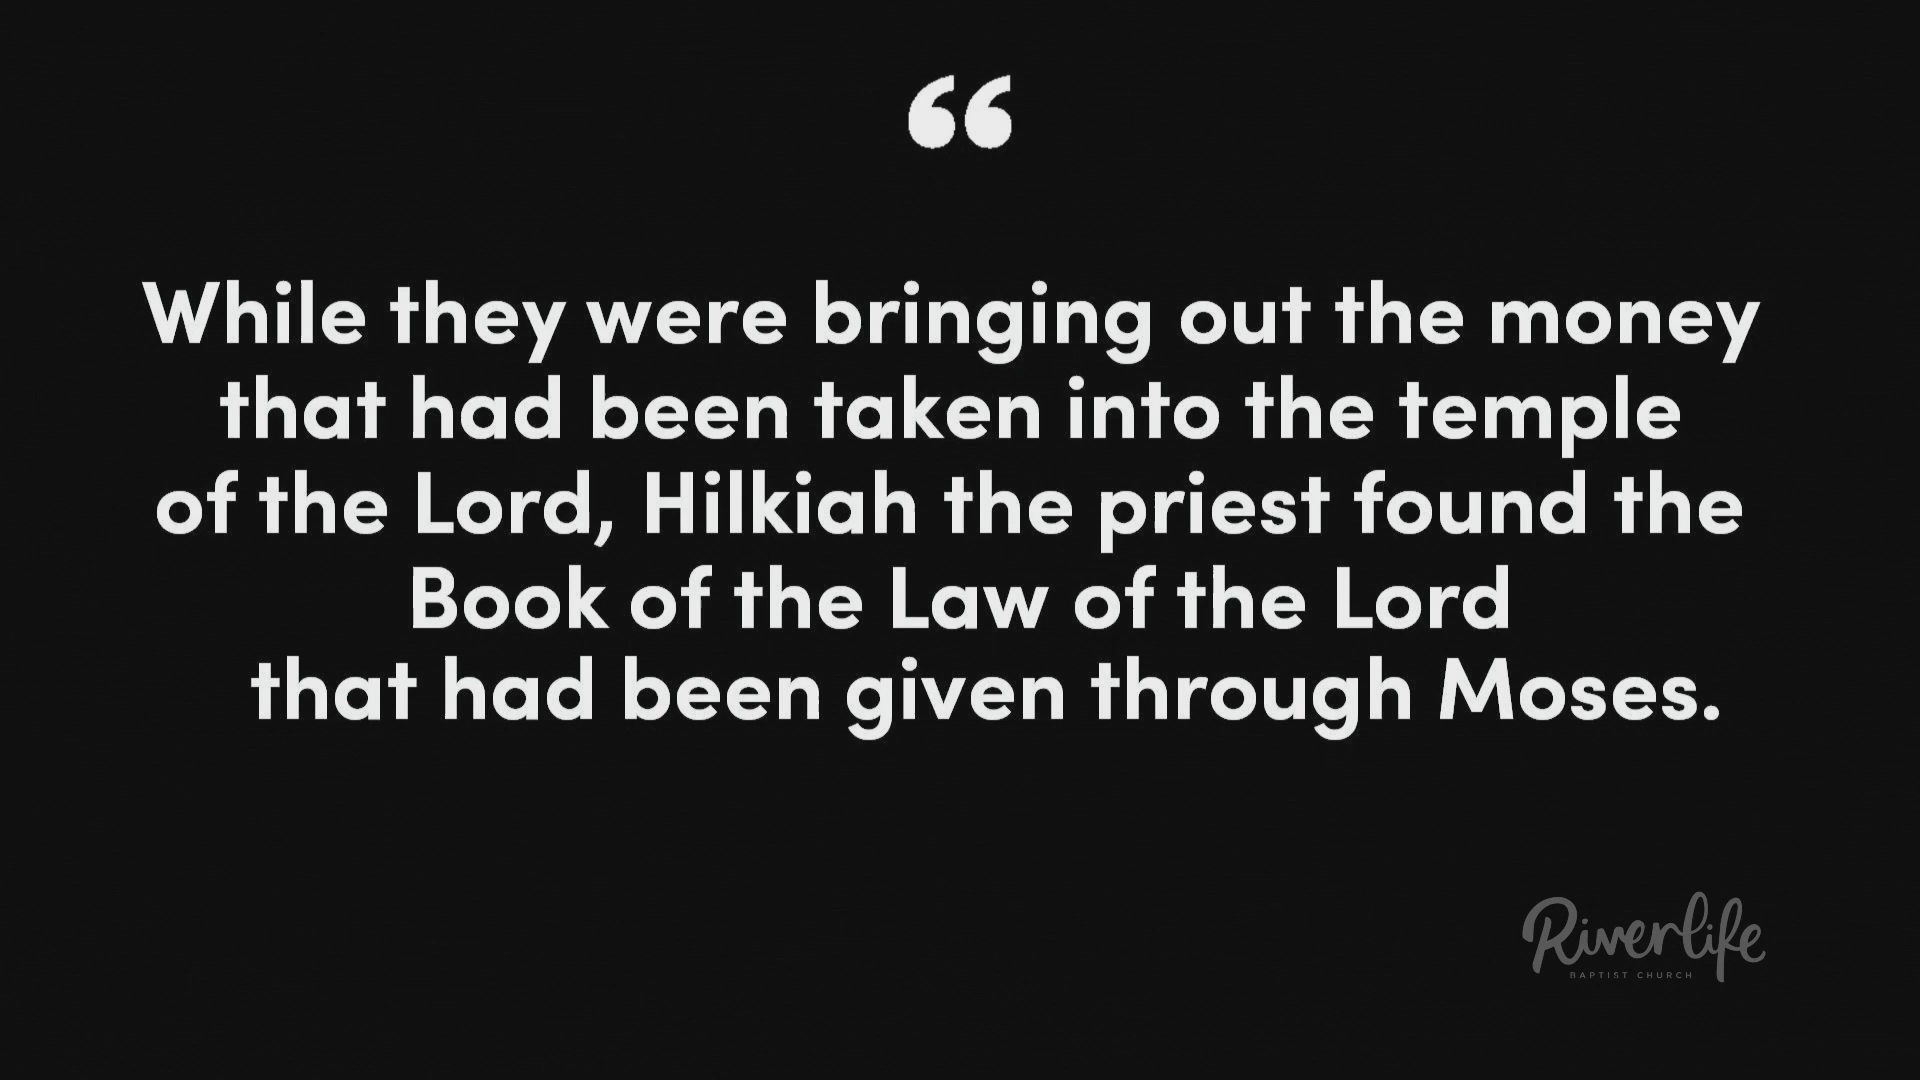 “
While they were bringing out the money
that had been taken into the temple
of the Lord, Hilkiah the priest found the
Book of the Law of the Lord
that had been given through Moses.
Riverlife
BAPTIST CHURCH